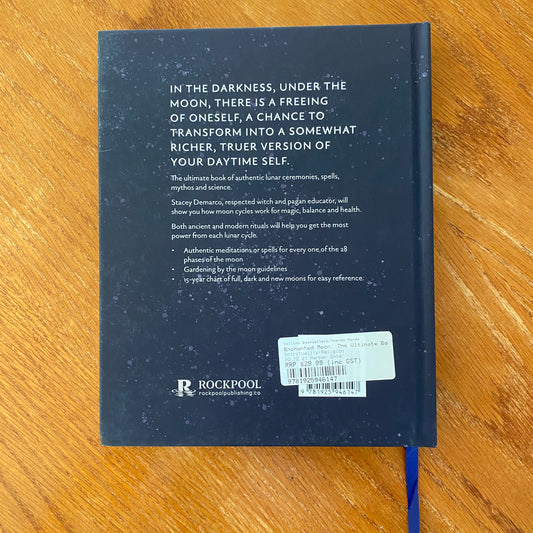 IN THE DARKNESS, UNDER THE
MOON, THERE IS A FREEING
OF ONESELF, A CHANCE TO
TRANSFORM INTO A SOMEWHAT
RICHER, TRUER VERSION OF
YOUR DAYTIME SELF.
The ultimate book of authentic lunar ceremonies, spells,
mythos and science.
Stacey Demarco, respected witch and pagan educator, will
show you how moon cycles work for magic, balance and health.
Both ancient and modern rituals will help you get the most
power from each lunar cycle.
• Authentic meditations or spells for every one of the 28
phases of the moon
• Gardening by the moon guidelines
• 15-year chart of full, dark and new moons for easy reference.
Enchanted Moon: The Ultimate Gu
RRP $29.99 (inc GST)
9781925946147
9 781925 946147
ROCKPOOL
rockpoolpublishing.co